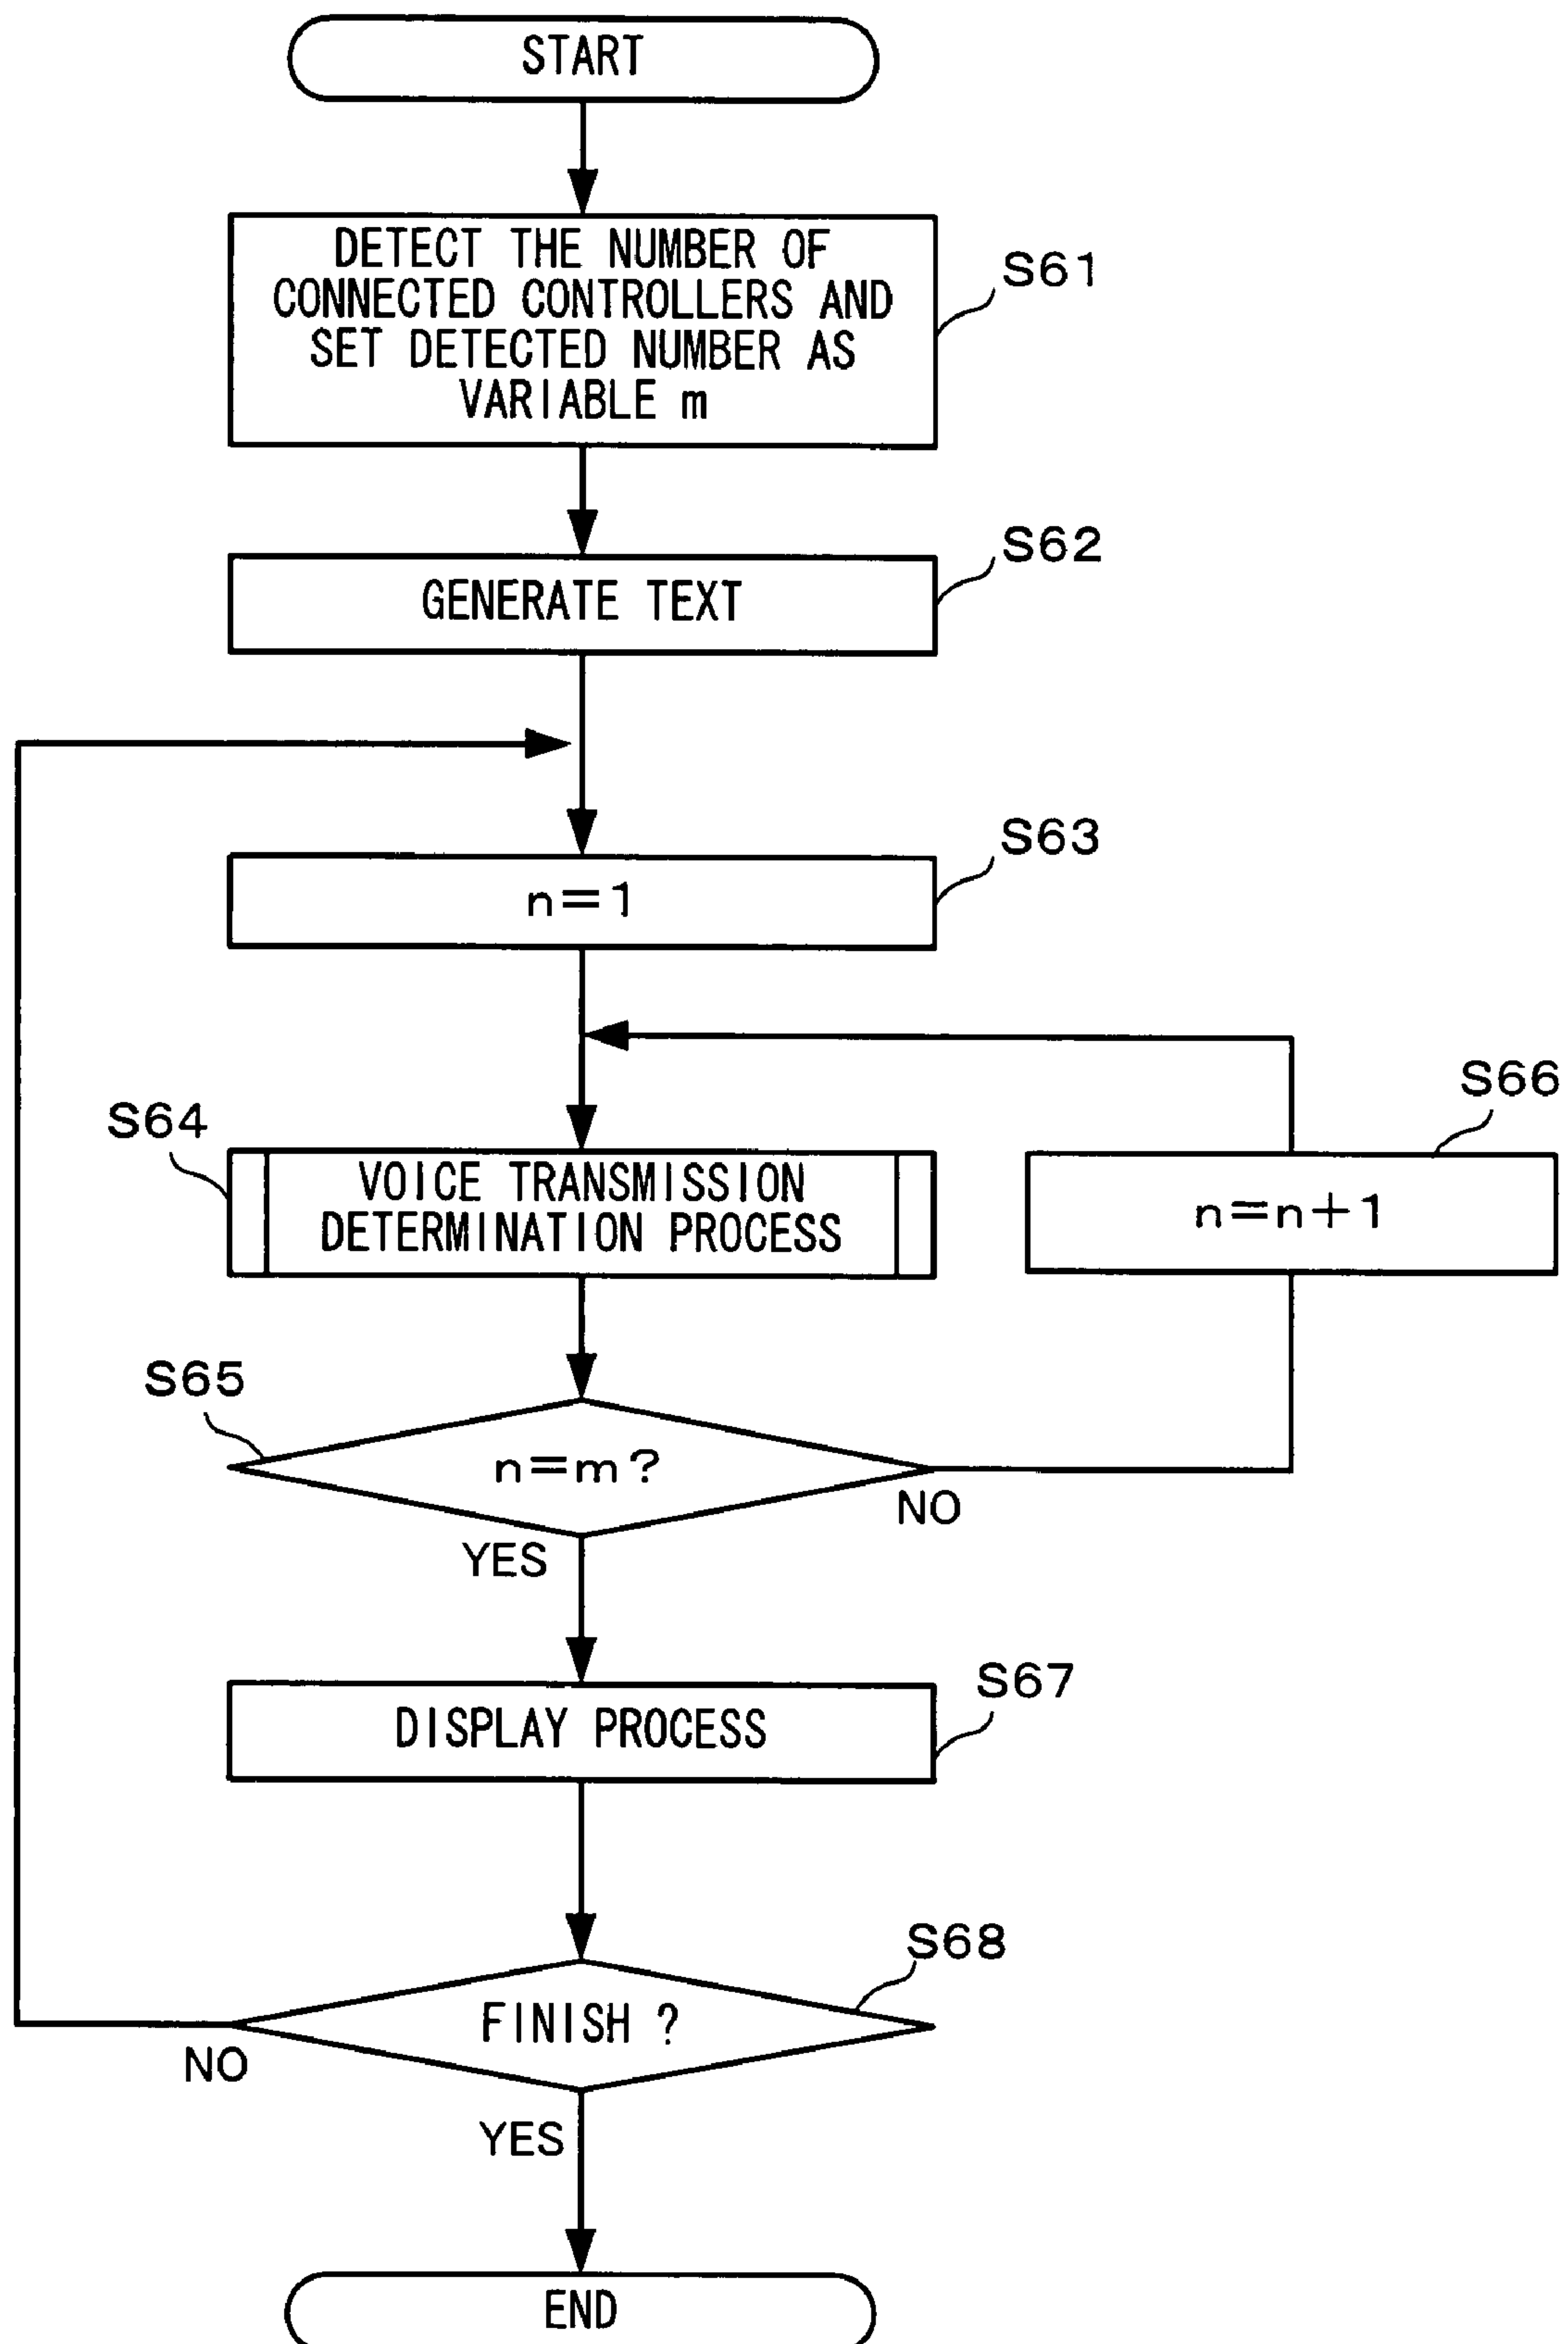 START
DETECT THE NUMBER OF
CONNECTED CONTROLLERS AND
SET DETECTED NUMBER AS
VARIABLE m
S61
GENERATE TEXT
S62
n=1
S63
S64
VOICE TRANSMISSION
DETERMINATION PROCESS
S66
n=n+1
S65
n=m?
NO
YES
DISPLAY PROCESS
S67
S68
FINISH ?
NO
YES
END